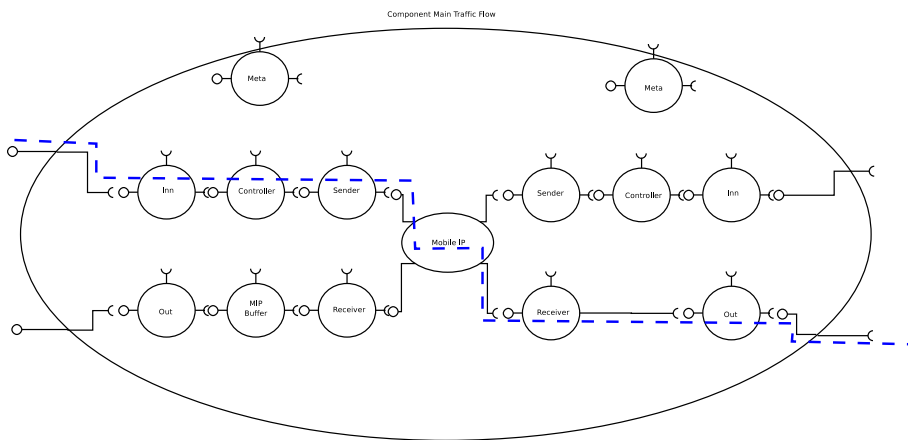 Component Main Traffic Flow
Meta
Meta
Inn
Controller
Sender
Sender
Controller
Inn
Mobile IP
Out
MIP
Buffer
Receiver
Receiver
Out